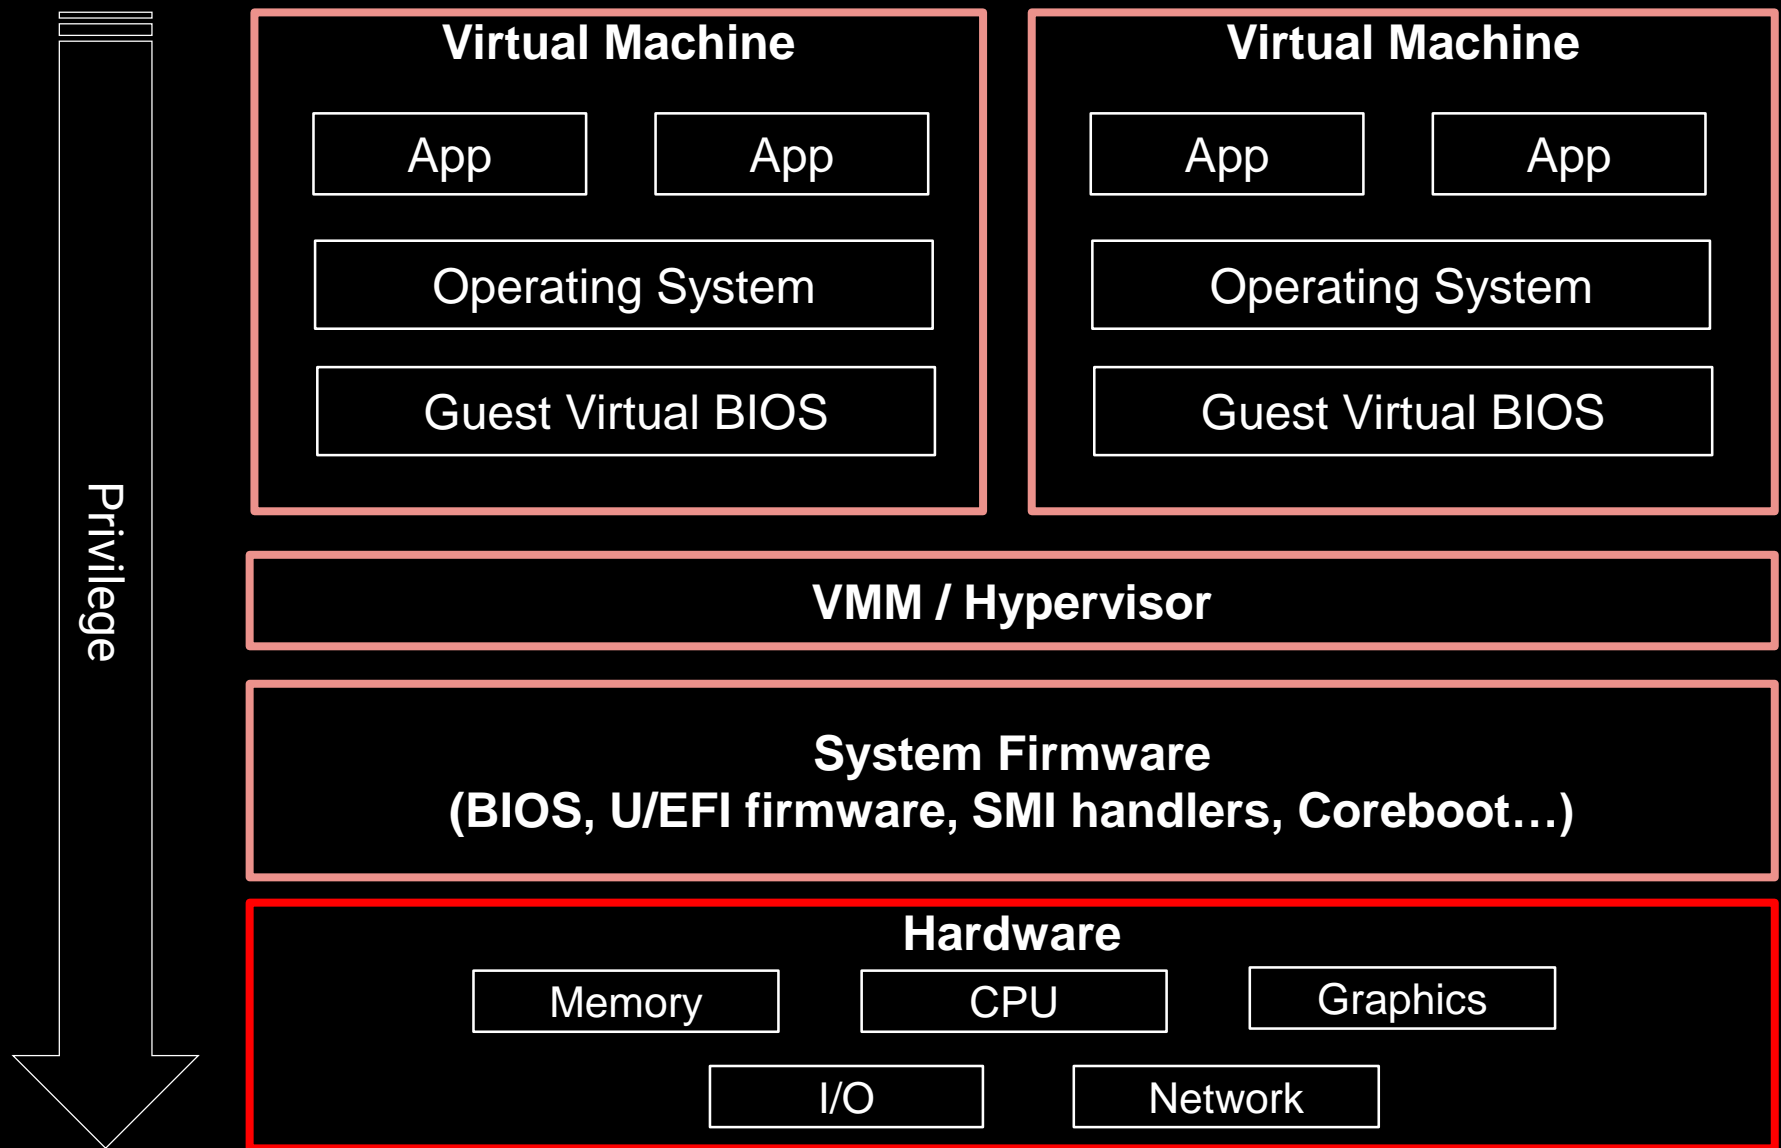 Privilege
Virtual Machine
App
App
Operating System
Guest Virtual BIOS
Virtual Machine
App
App
Operating System
Guest Virtual BIOS
VMM / Hypervisor
System Firmware
(BIOS, U/EFI firmware, SMI handlers, Coreboot…)
Hardware
Memory
CPU
Graphics
I/O
Network